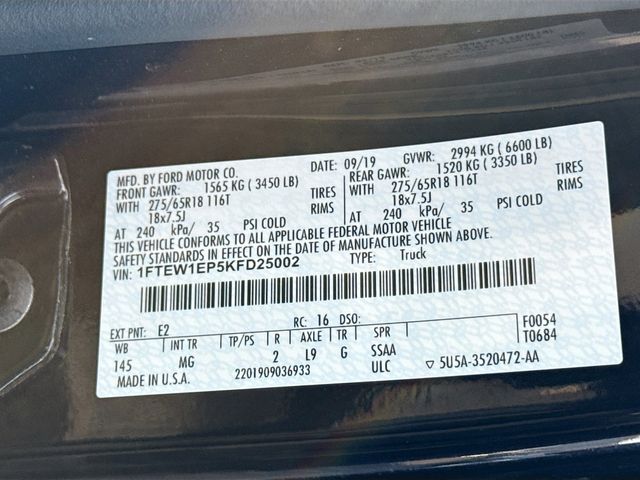 MFD. BY FORD MOTOR CO. DATE: 09/19 GVWR: 2994 KG ( 6600 LB)
FRONT GAWR: 1565 KG ( 3450 LB) REAR GAWR: 1520 KG ( 3350 LB)
WITH 275/65R18 116T TIRES WITH 275/65R18 116T TIRES
18x7.5J RIMS 18x7.5J RIMS
AT 240 kPa/ 35 PSI COLD AT 240 kPa/ 35 PSI COLD
THIS VEHICLE CONFORMS TO ALL APPLICABLE FEDERAL MOTOR VEHICLE
SAFETY STANDARDS IN EFFECT ON THE DATE OF MANUFACTURE SHOWN ABOVE.
VIN: 1FTEW1EP5KFD25002 TYPE: Truck
EXT PNT: E2 RC: 16 DSO: F0054
WB INT TR TP/PS R AXLE TR SPR T0684
145 MG 2 L9 G SSAA
MADE IN U.S.A. 2201909036933 ULC ▽ 5U5A-3520472-AA